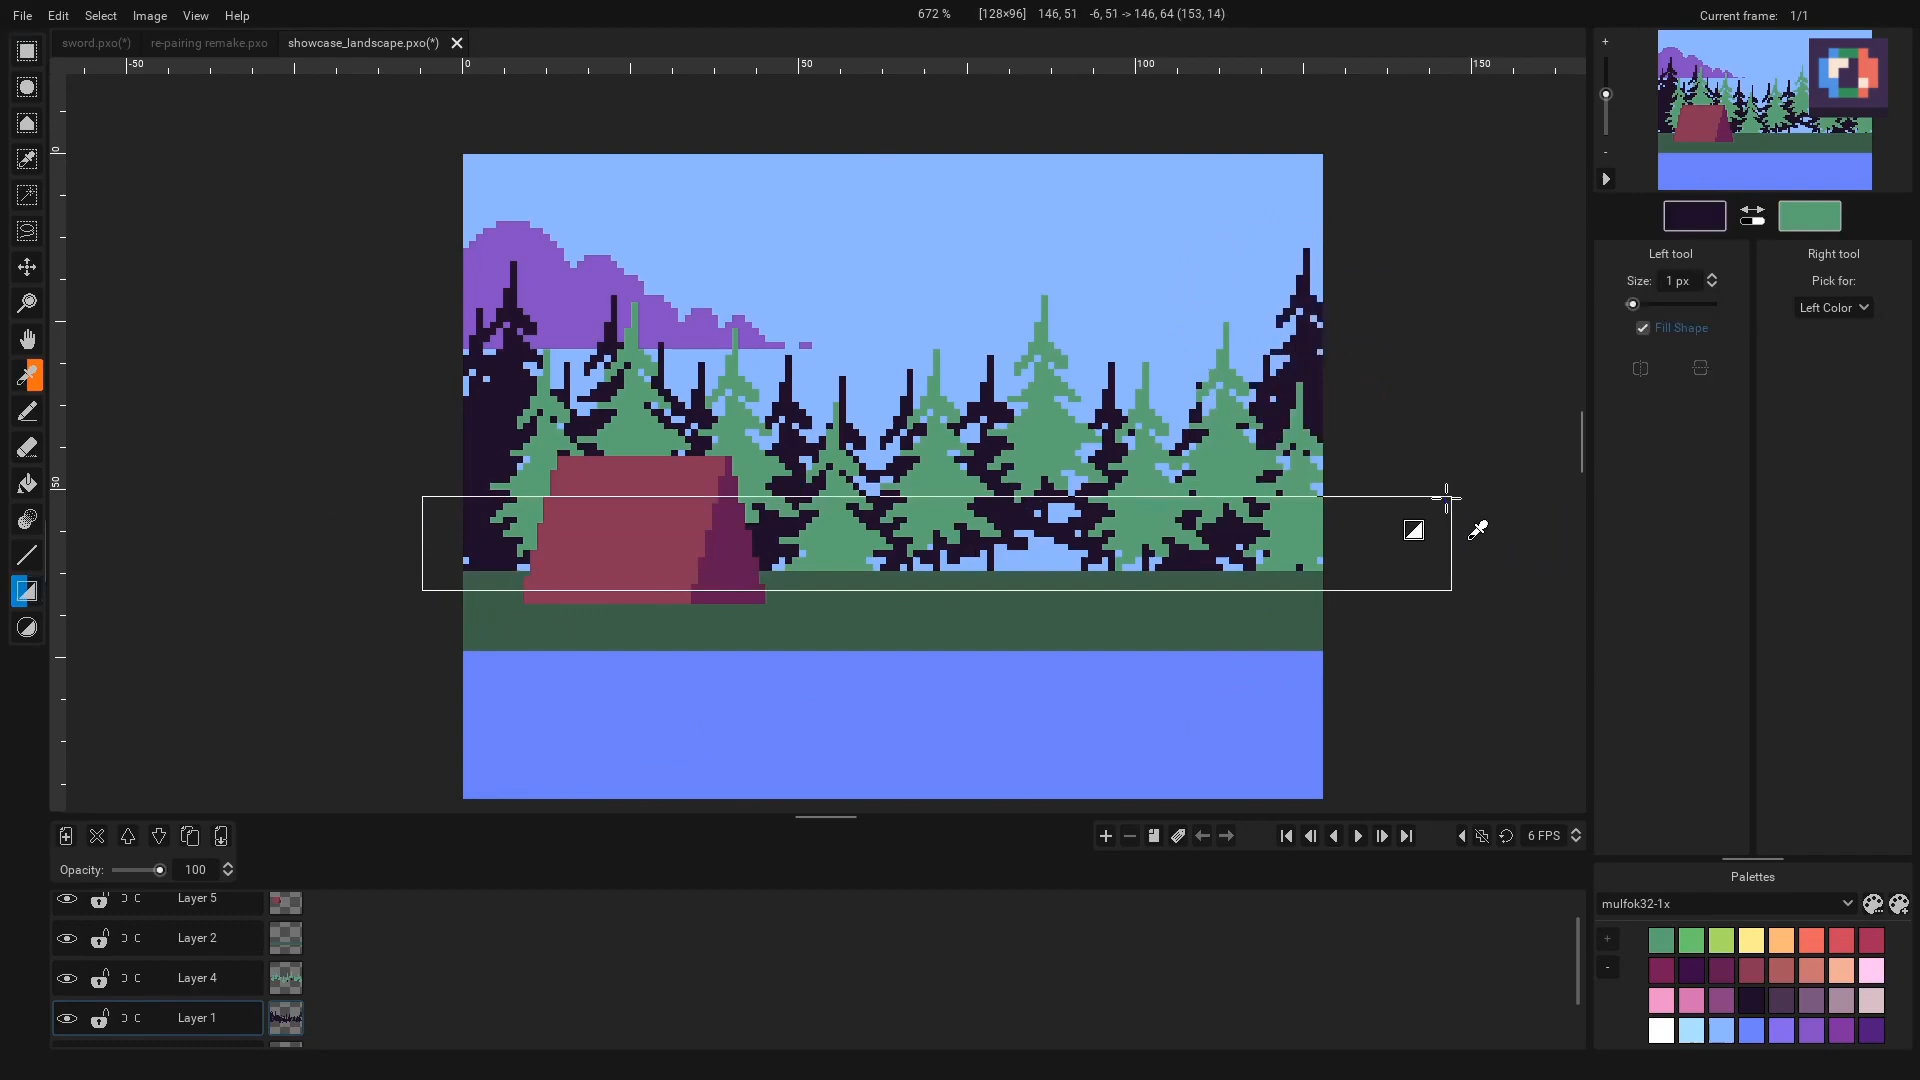 File Edit Select Image View Help
672 % [128×96] 146, 51 -6, 51 -> 146, 64 (153, 14)
Current frame: 1/1
sword.pxo(*) re-pairing remake.pxo showcase_landscape.pxo(*)
-50 0 50 100 150
+
0
-
Left tool Right tool
Size: 1 px Pick for:
Left Color
Fill Shape
50
6 FPS
Opacity: 100
Palettes
Layer 5
mulfok32-1x
Layer 2
+
-
Layer 4
Layer 1